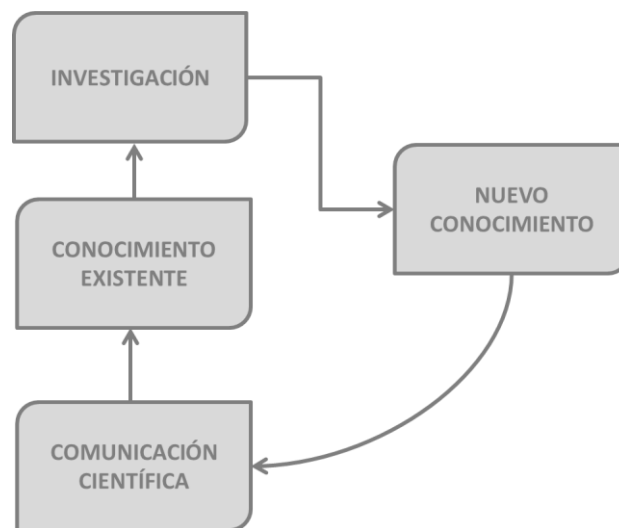 INVESTIGACIÓN
NUEVO
CONOCIMIENTO
CONOCIMIENTO
EXISTENTE
COMUNICACIÓN
CIENTÍFICA